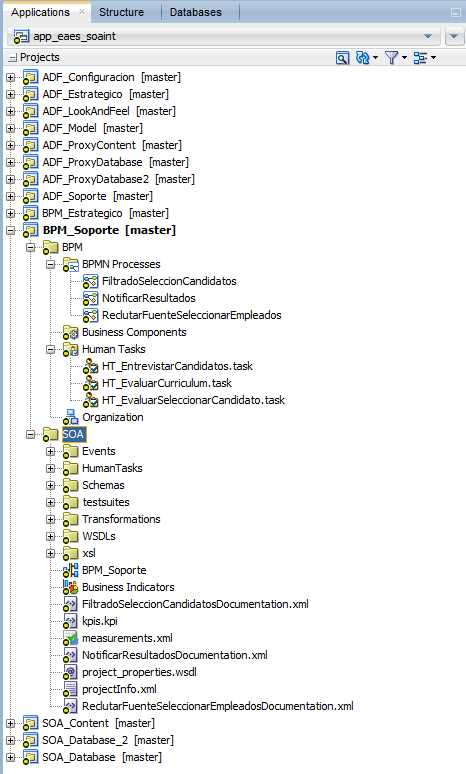 Applications Structure Databases
app_eaes_soaint
Projects
ADF_Configuracion [master]
ADF_Estrategico [master]
ADF_LookAndFeel [master]
ADF_Model [master]
ADF_ProxyContent [master]
ADF_ProxyDatabase [master]
ADF_ProxyDatabase2 [master]
ADF_Soporte [master]
BPM_Estrategico [master]
BPM_Soporte [master]
BPM
BPMN Processes
FiltradoSeleccionCandidatos
NotificarResultados
ReclutarFuenteSeleccionarEmpleados
Business Components
Human Tasks
HT_EntrevistarCandidatos.task
HT_EvaluarCurriculum.task
HT_EvaluarSeleccionarCandidato.task
Organization
SOA
Events
HumanTasks
Schemas
testsuites
Transformations
WSDLs
xsl
BPM_Soporte
Business Indicators
FiltradoSeleccionCandidatosDocumentation.xml
kpis.kpi
measurements.xml
NotificarResultadosDocumentation.xml
project_properties.wsdl
projectInfo.xml
ReclutarFuenteSeleccionarEmpleadosDocumentation.xml
SOA_Content [master]
SOA_Database_2 [master]
SOA_Database [master]